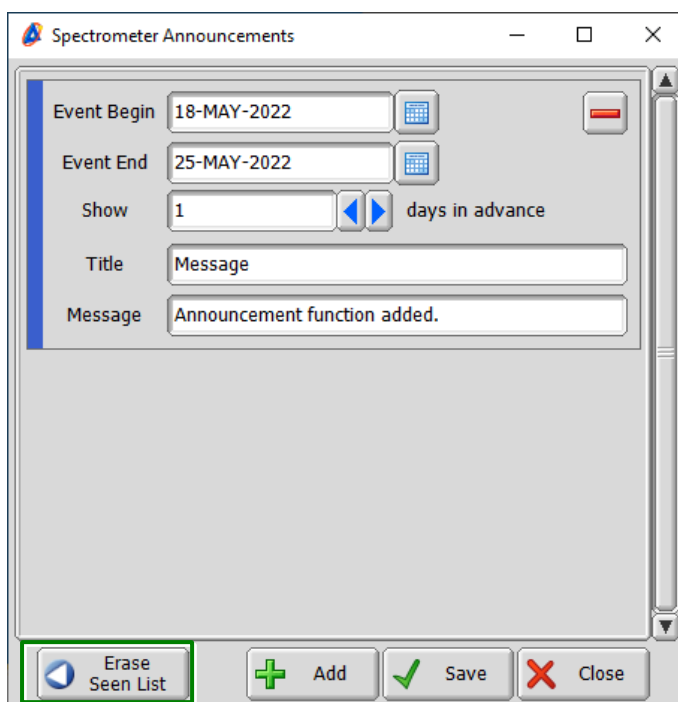 Spectrometer Announcements
Event Begin 18-MAY-2022
Event End 25-MAY-2022
Show 1 days in advance
Title Message
Message Announcement function added.
Erase
Seen List
Add Save Close